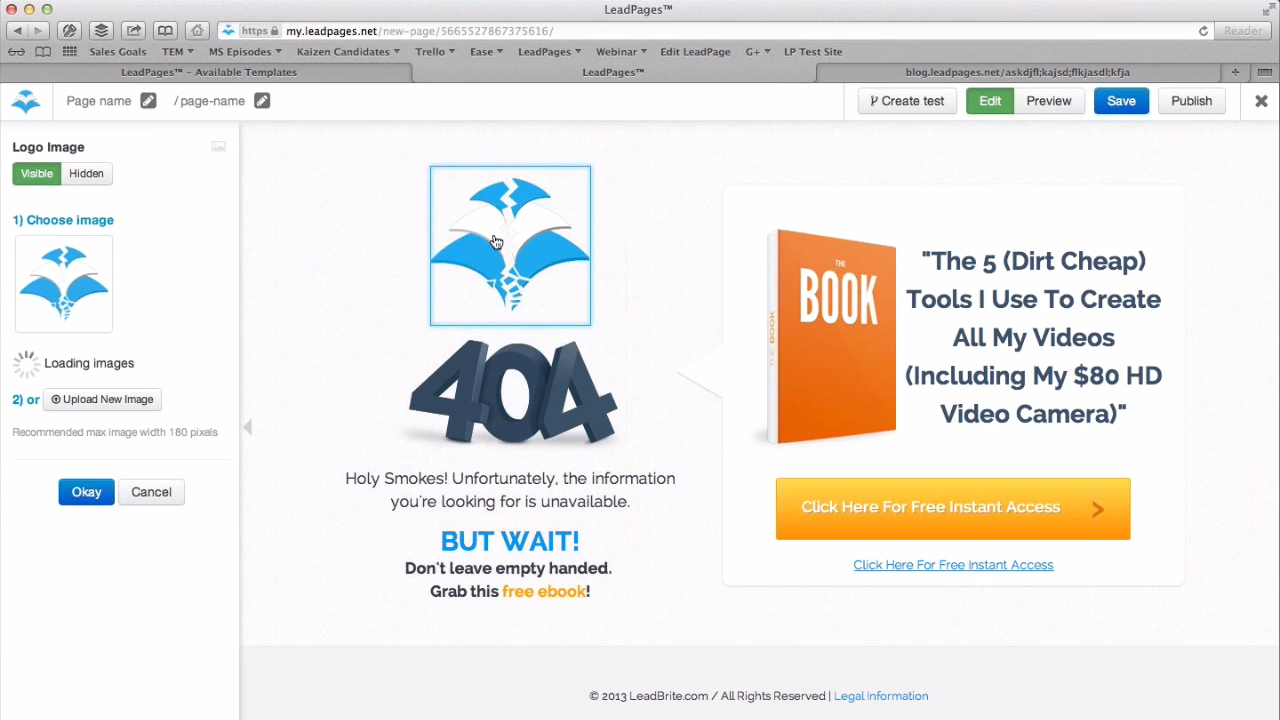 LeadPages™
https my.leadpages.net/new-page/5665527867375616/
Reader
Sales Goals TEM MS Episodes Kaizen Candidates Trello Ease LeadPages Webinar Edit LeadPage G+ LP Test Site
LeadPages™ – Available Templates
LeadPages™
blog.leadpages.net/askdjfl;kajsd;flkjasdl;kfja
Page name /page-name
Create test Edit Preview Save Publish
Logo Image
Visible Hidden
1) Choose image
Loading images
2) or Upload New Image
Recommended max image width 180 pixels
Okay Cancel
404
Holy Smokes! Unfortunately, the information
you're looking for is unavailable.
BUT WAIT!
Don't leave empty handed.
Grab this free ebook!
THE
BOOK
THE BOOK
"The 5 (Dirt Cheap)
Tools I Use To Create
All My Videos
(Including My $80 HD
Video Camera)"
Click Here For Free Instant Access
Click Here For Free Instant Access
© 2013 LeadBrite.com / All Rights Reserved | Legal Information